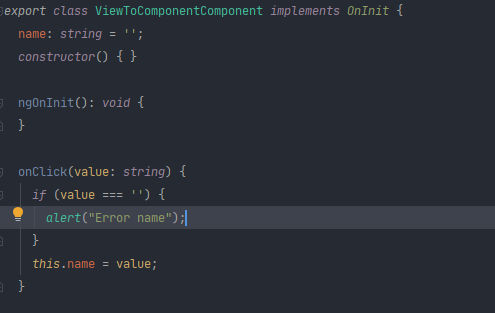 export class ViewToComponentComponent implements OnInit {
name: string = '';
constructor() { }
ngOnInit(): void {
}
onClick(value: string) {
if (value === '') {
alert("Error name");
}
this.name = value;
}